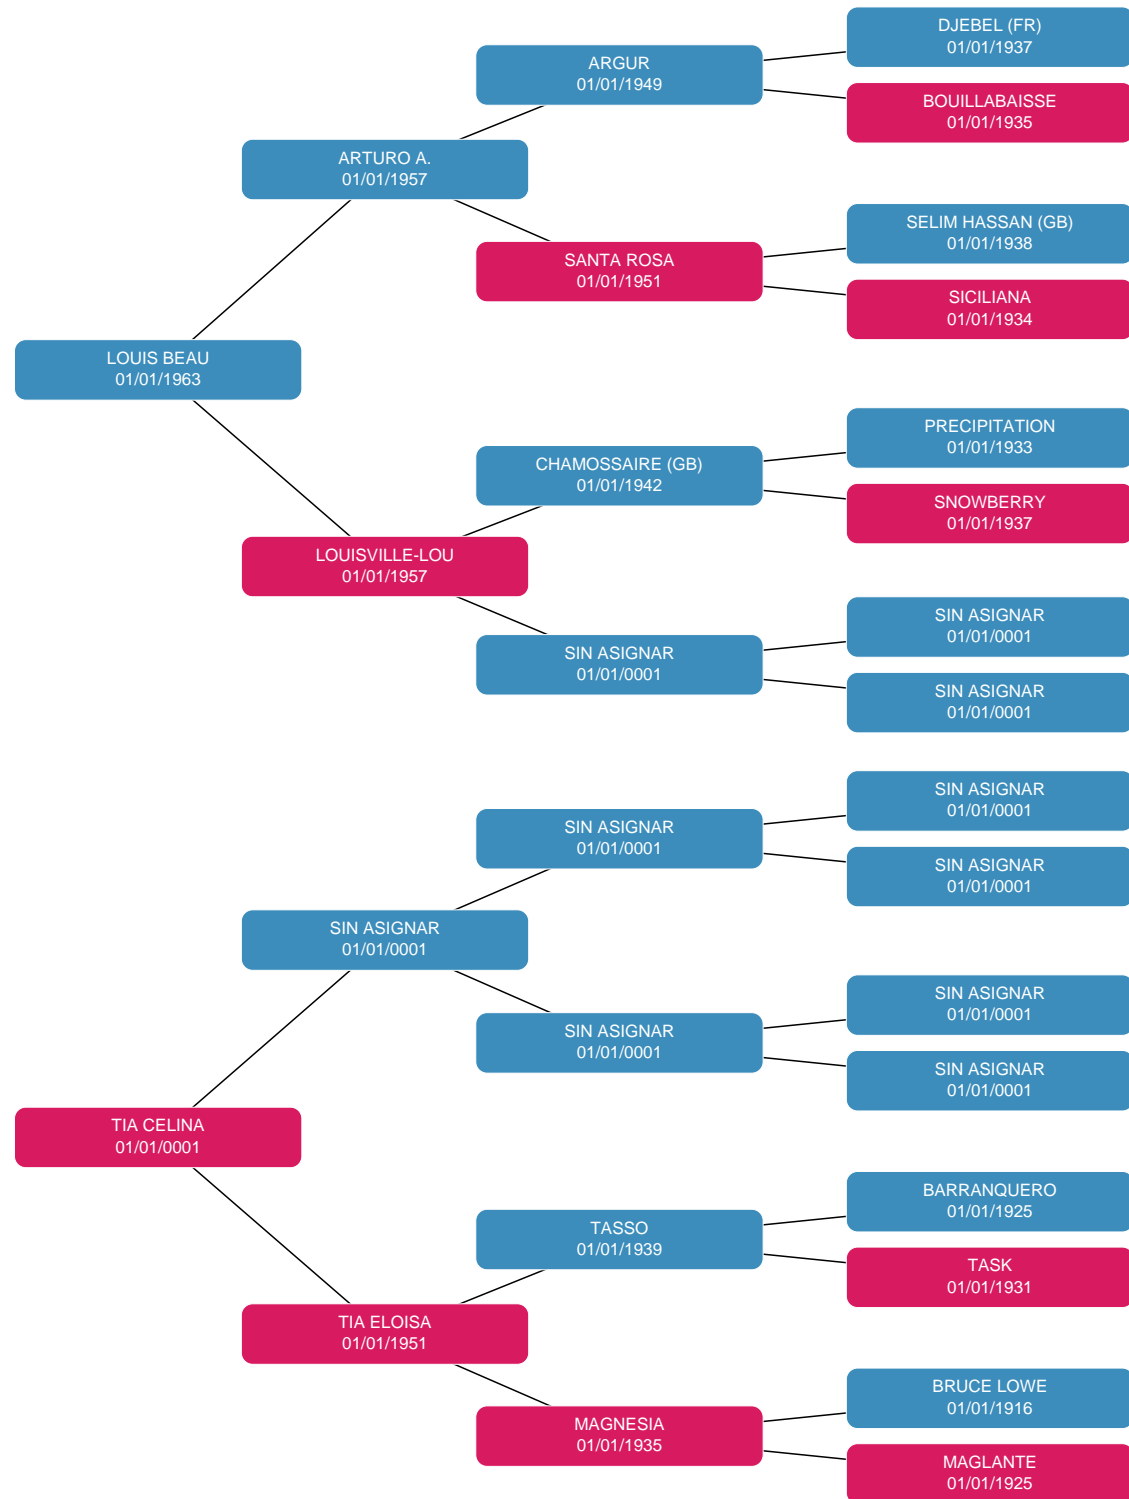 DJEBEL (FR)
01/01/1937
ARGUR
01/01/1949
BOUILLABAISSE
01/01/1935
ARTURO A.
01/01/1957
SELIM HASSAN (GB)
01/01/1938
SANTA ROSA
01/01/1951
SICILIANA
01/01/1934
LOUIS BEAU
01/01/1963
PRECIPITATION
01/01/1933
CHAMOSSAIRE (GB)
01/01/1942
SNOWBERRY
01/01/1937
LOUISVILLE-LOU
01/01/1957
SIN ASIGNAR
01/01/0001
SIN ASIGNAR
01/01/0001
SIN ASIGNAR
01/01/0001
SIN ASIGNAR
01/01/0001
SIN ASIGNAR
01/01/0001
SIN ASIGNAR
01/01/0001
SIN ASIGNAR
01/01/0001
SIN ASIGNAR
01/01/0001
SIN ASIGNAR
01/01/0001
SIN ASIGNAR
01/01/0001
TIA CELINA
01/01/0001
BARRANQUERO
01/01/1925
TASSO
01/01/1939
TASK
01/01/1931
TIA ELOISA
01/01/1951
BRUCE LOWE
01/01/1916
MAGNESIA
01/01/1935
MAGLANTE
01/01/1925